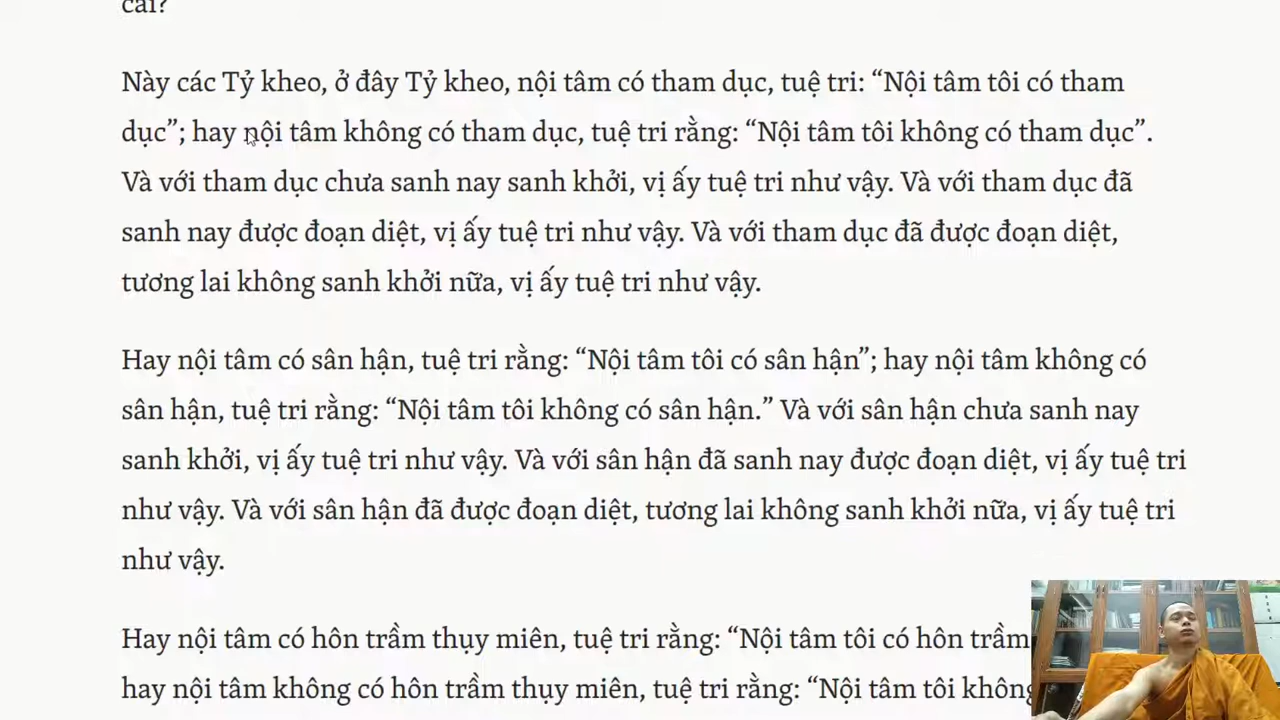 cái?
Này các Tỷ kheo, ở đây Tỷ kheo, nội tâm có tham dục, tuệ tri: “Nội tâm tôi có tham
dục”; hay nội tâm không có tham dục, tuệ tri rằng: “Nội tâm tôi không có tham dục”.
Và với tham dục chưa sanh nay sanh khởi, vị ấy tuệ tri như vậy. Và với tham dục đã
sanh nay được đoạn diệt, vị ấy tuệ tri như vậy. Và với tham dục đã được đoạn diệt,
tương lai không sanh khởi nữa, vị ấy tuệ tri như vậy.
Hay nội tâm có sân hận, tuệ tri rằng: “Nội tâm tôi có sân hận”; hay nội tâm không có
sân hận, tuệ tri rằng: “Nội tâm tôi không có sân hận.” Và với sân hận chưa sanh nay
sanh khởi, vị ấy tuệ tri như vậy. Và với sân hận đã sanh nay được đoạn diệt, vị ấy tuệ tri
như vậy. Và với sân hận đã được đoạn diệt, tương lai không sanh khởi nữa, vị ấy tuệ tri
như vậy.
Hay nội tâm có hôn trầm thụy miên, tuệ tri rằng: “Nội tâm tôi có hôn trầm
hay nội tâm không có hôn trầm thụy miên, tuệ tri rằng: “Nội tâm tôi không